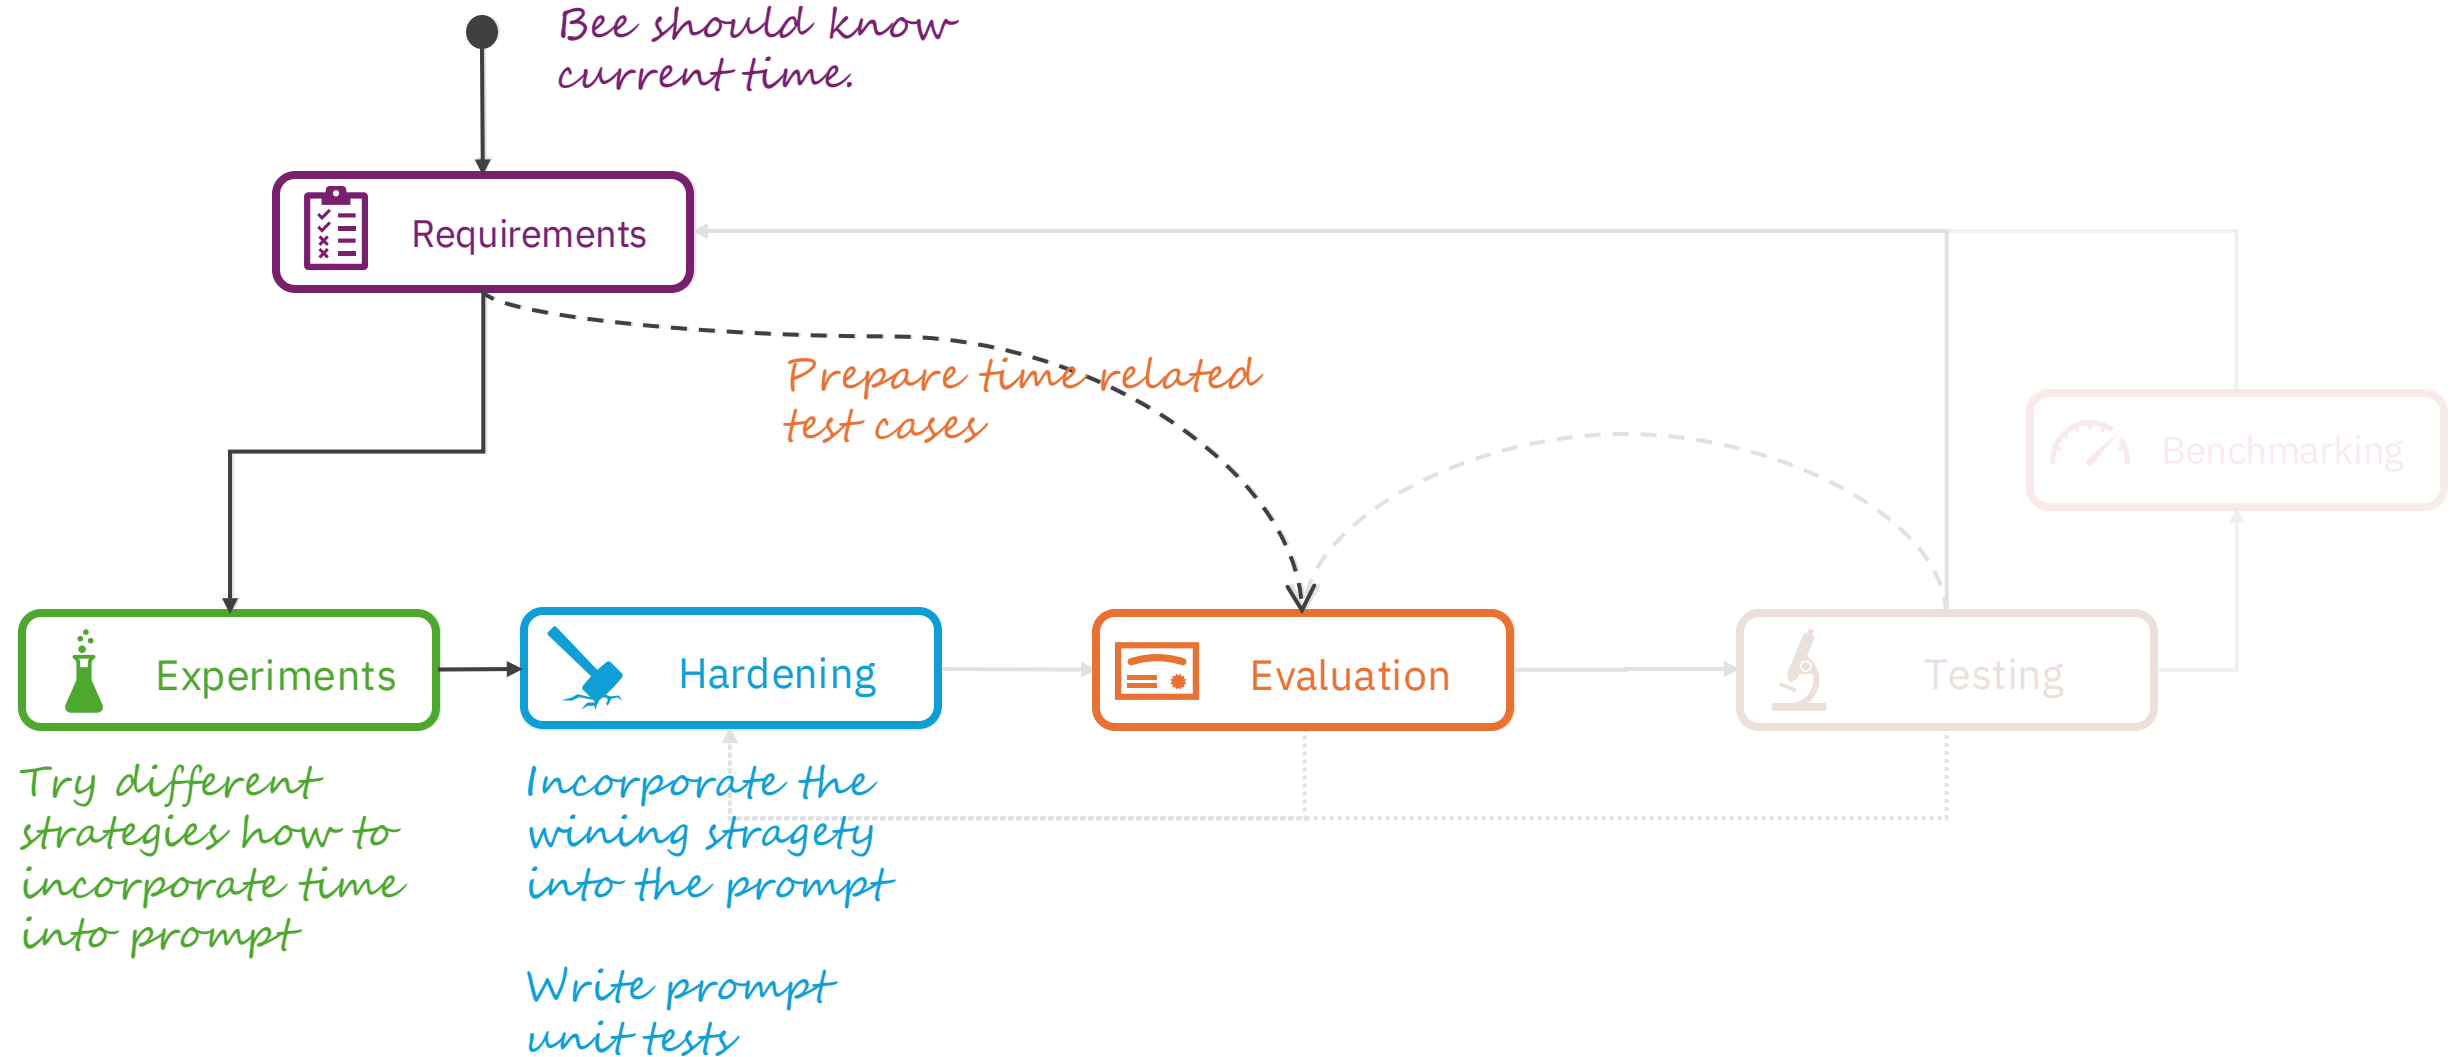 Bee should know
current time.
Requirements
Prepare time related
test cases
Benchmarking
Experiments
Hardening
Evaluation
Testing
Try different
strategies how to
incorporate time
into prompt
Incorporate the
wining stragety
into the prompt
Write prompt
unit tests